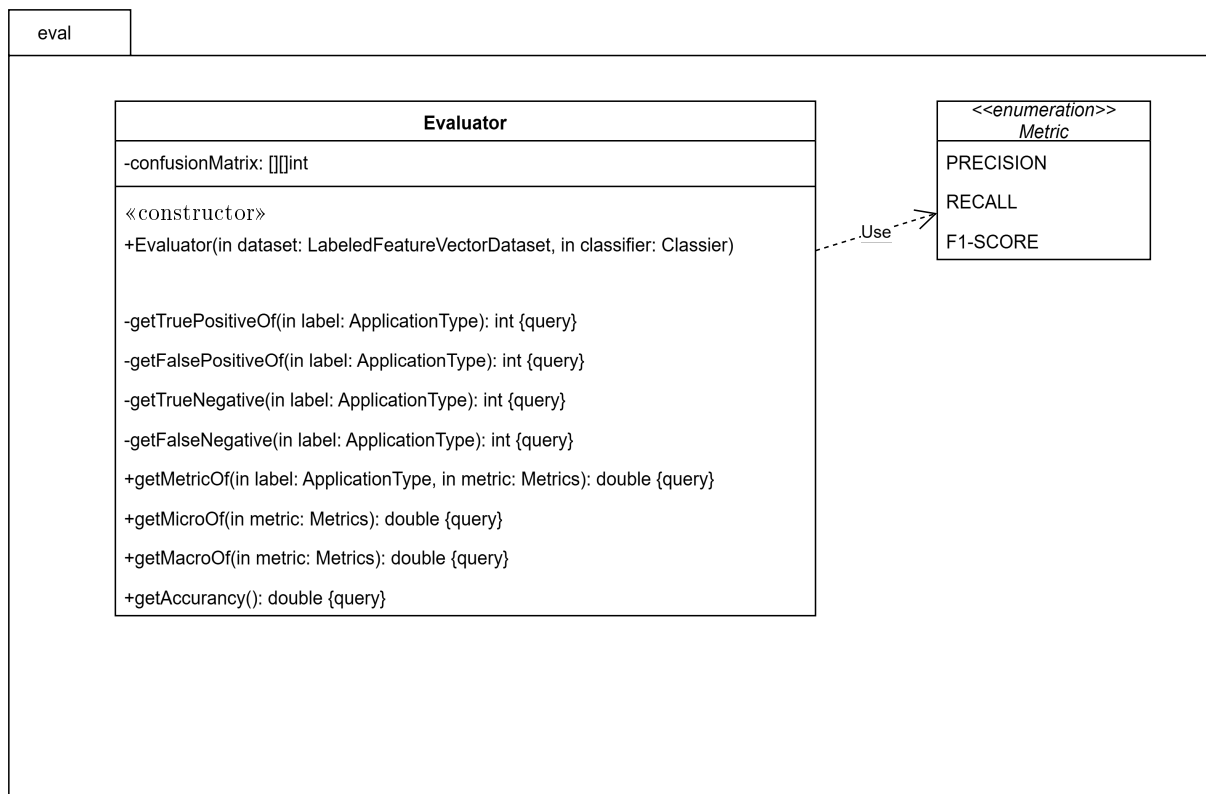 eval
Evaluator
-confusionMatrix: [][]int
«constructor»
+Evaluator(in dataset: LabeledFeatureVectorDataset, in classifier: Classier)
-getTruePositiveOf(in label: ApplicationType): int {query}
-getFalsePositiveOf(in label: ApplicationType): int {query}
-getTrueNegative(in label: ApplicationType): int {query}
-getFalseNegative(in label: ApplicationType): int {query}
+getMetricOf(in label: ApplicationType, in metric: Metrics): double {query}
+getMicroOf(in metric: Metrics): double {query}
+getMacroOf(in metric: Metrics): double {query}
+getAccurancy(): double {query}
Use
<<enumeration>>
Metric
PRECISION
RECALL
F1-SCORE